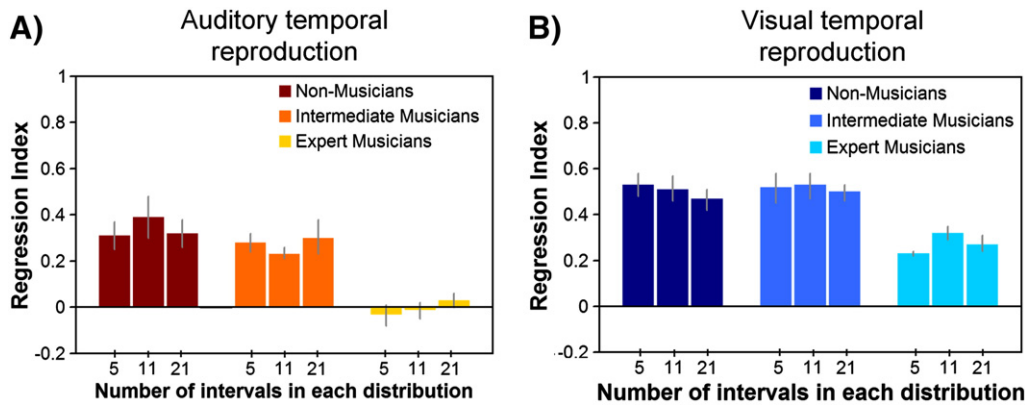 A)
Auditory temporal
reproduction
Regression Index
1
0.8
0.6
0.4
0.2
0
-0.2
Non-Musicians
Intermediate Musicians
Expert Musicians
5 11 21 5 11 21 5 11 21
Number of intervals in each distribution
B)
Visual temporal
reproduction
Regression Index
1
0.8
0.6
0.4
0.2
0
-0.2
Non-Musicians
Intermediate Musicians
Expert Musicians
5 11 21 5 11 21 5 11 21
Number of intervals in each distribution